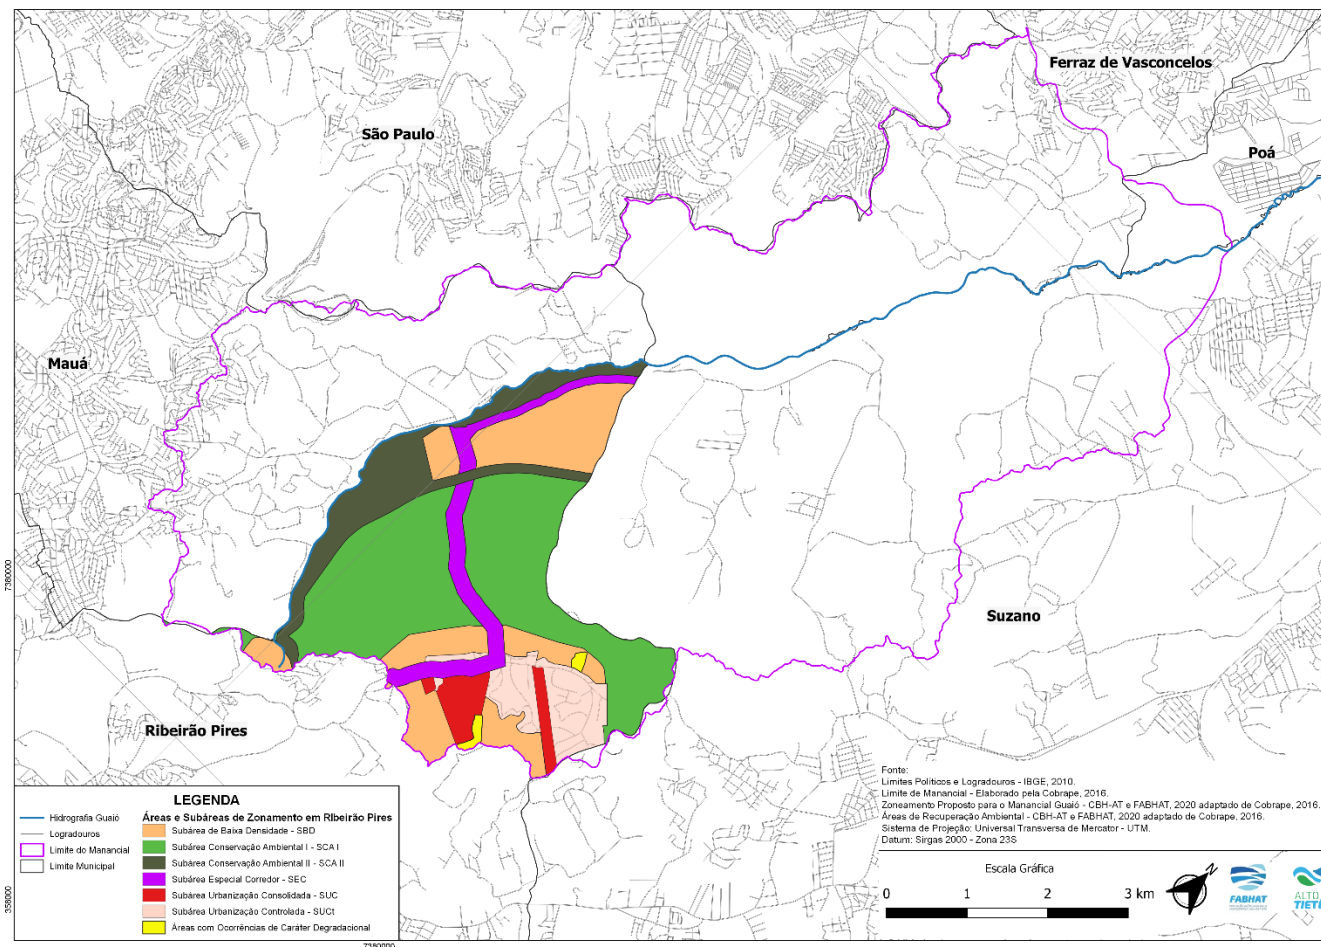 Ferraz de Vasconcelos
São Paulo
Poá
Mauá
7380000
Suzano
Ribeirão Pires
LEGENDA
Hidrografia Guaió
Logradouros
Limite do Manancial
Limite Municipal
Áreas e Subáreas de Zonamento em RIbeirão Pires
Subárea de Baixa Densidade - SBD
Subárea Conservação Ambiental I - SCA I
Subárea Conservação Ambiental II - SCA II
Subárea Especial Corredor - SEC
Subárea Urbanização Consolidada - SUC
Subárea Urbanização Controlada - SUCt
Áreas com Ocorrências de Caráter Degradacional
Fonte:
Limites Políticos e Logradouros - IBGE, 2010.
Limite de Manancial - Elaborado pela Cobrape, 2016.
Zoneamento Proposto para o Manancial Guaió - CBH-AT e FABHAT, 2020 adaptado de Cobrape, 2016.
Áreas de Recuperação Ambiental - CBH-AT e FABHAT, 2020 adaptado de Cobrape, 2016.
Sistema de Projeção: Universal Transversa de Mercator - UTM.
Datum: Sirgas 2000 - Zona 23S
Escala Gráfica
0 1 2 3 km
N
FABHAT
ALTO
TIETÊ
368000
7380000